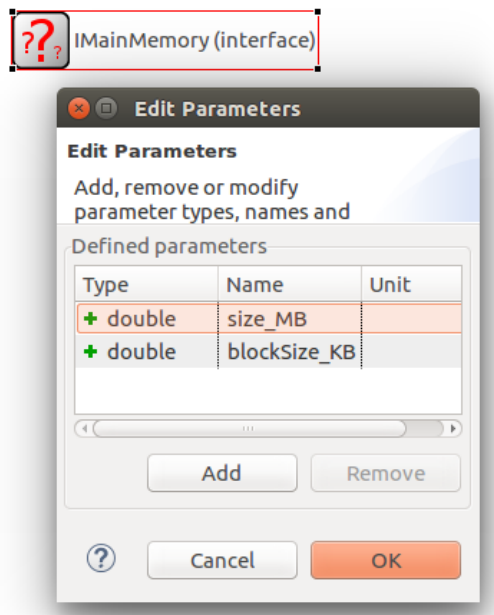 ??? IMainMemory (interface)
Edit Parameters
Edit Parameters
Add, remove or modify
parameter types, names and
Defined parameters
Type Name Unit
+ double size_MB
+ double blockSize_KB
Add Remove
? Cancel OK